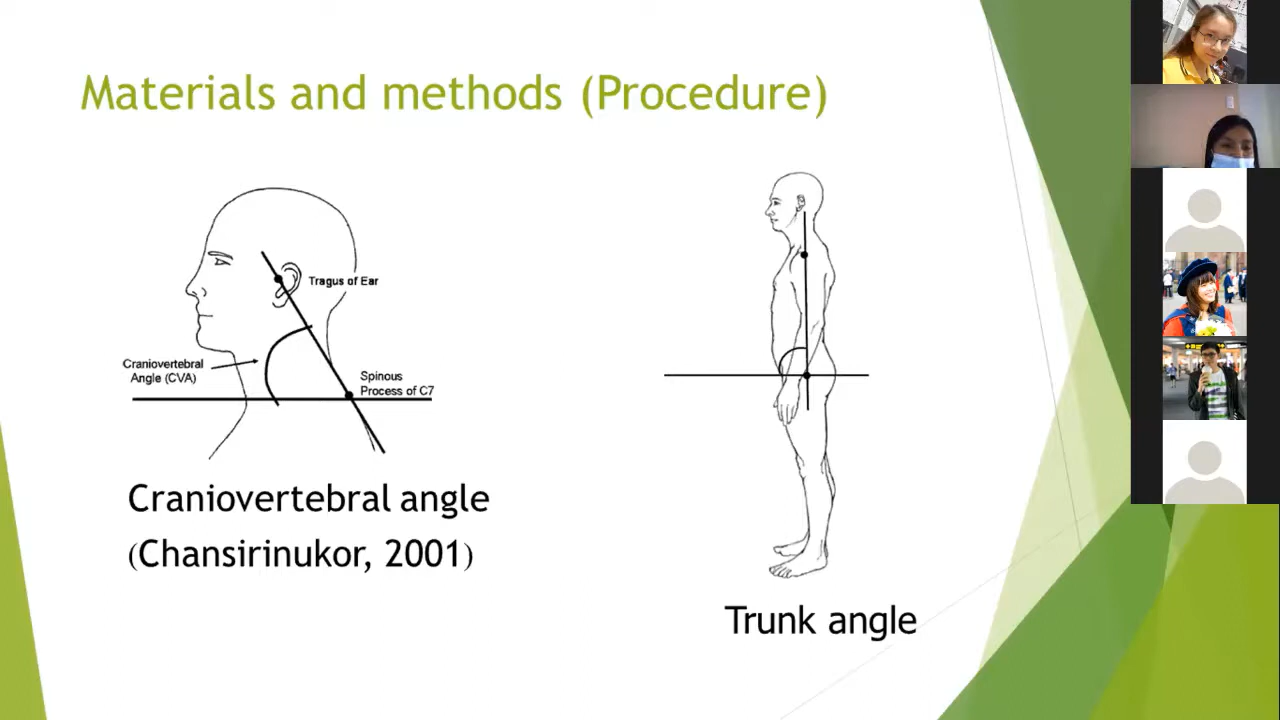 Materials and methods (Procedure)
Tragus of Ear
Craniovertebral
Angle (CVA)
Spinous
Process of C7
Craniovertebral angle
(Chansirinukor, 2001)
Trunk angle